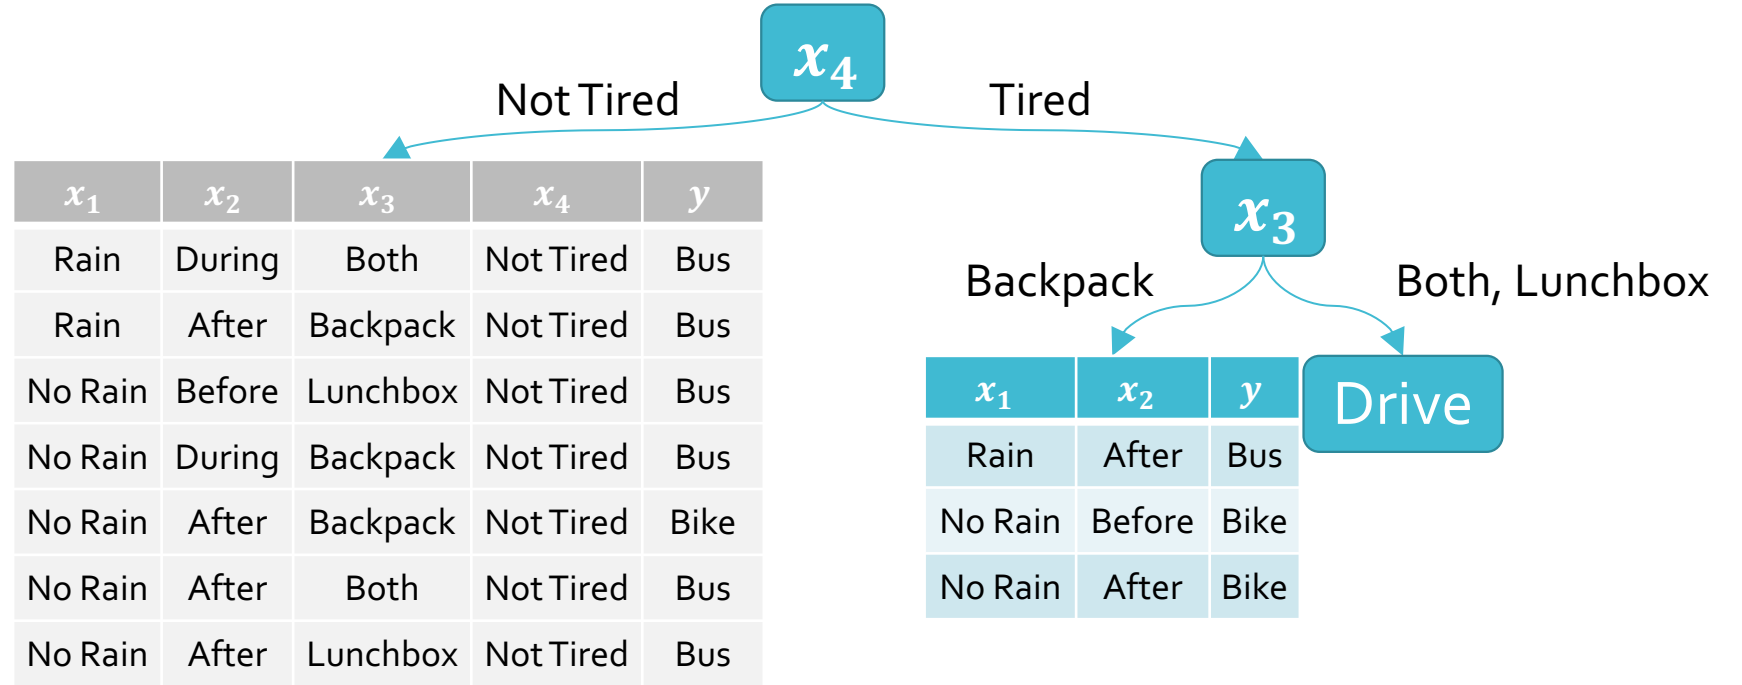 x₄
Not Tired Tired
x₁ x₂ x₃ x₄ y
Rain During Both Not Tired Bus
Rain After Backpack Not Tired Bus
No Rain Before Lunchbox Not Tired Bus
No Rain During Backpack Not Tired Bus
No Rain After Backpack Not Tired Bike
No Rain After Both Not Tired Bus
No Rain After Lunchbox Not Tired Bus
x₃
Backpack Both, Lunchbox
x₁ x₂ y
Rain After Bus
No Rain Before Bike
No Rain After Bike
Drive